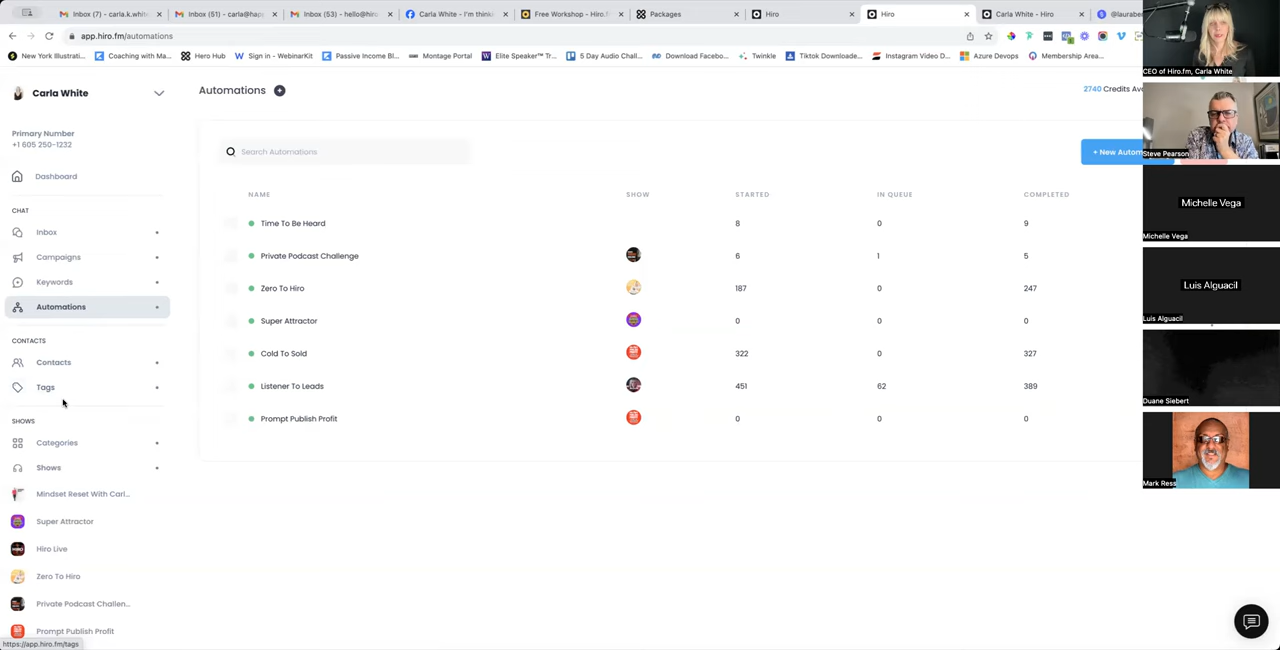 Inbox (7) - carla.k.white
Inbox (51) - carla@hap
Inbox (53) - hello@hiro
Carla White - I'm think
Free Workshop - Hiro.f
Packages
Hiro
Hiro
Carla White - Hiro
@laurabe
app.hiro.fm/automations
New York Illustrati...
Coaching with Ma...
Hero Hub
Sign in - WebinarKit
Passive Income Bl...
Montage Portal
Elite Speaker™ Tr...
5 Day Audio Chall...
Download Facebo...
Twinkle
Tiktok Downloade...
Instagram Video D...
Azure Devops
Membership Area...
Carla White
Primary Number
+1 605 250-1232
Dashboard
CHAT
Inbox
Campaigns
Keywords
Automations
CONTACTS
Contacts
Tags
SHOWS
Categories
Shows
Mindset Reset With Carl...
Super Attractor
Hiro Live
Zero To Hiro
Private Podcast Challen...
Prompt Publish Profit
https://app.hiro.fm/tags
Automations
2740 Credits Av
Search Automations
+ New Autom
NAME SHOW STARTED IN QUEUE COMPLETED
Time To Be Heard 8 0 9
Private Podcast Challenge 6 1 5
Zero To Hiro 187 0 247
Super Attractor 0 0 0
Cold To Sold 322 0 327
Listener To Leads 451 62 389
Prompt Publish Profit 0 0 0
CEO of Hiro.fm, Carla White
Steve Pearson
Michelle Vega
Michelle Vega
Luis Alguacil
Luis Alguacil
Duane Siebert
Mark Ress